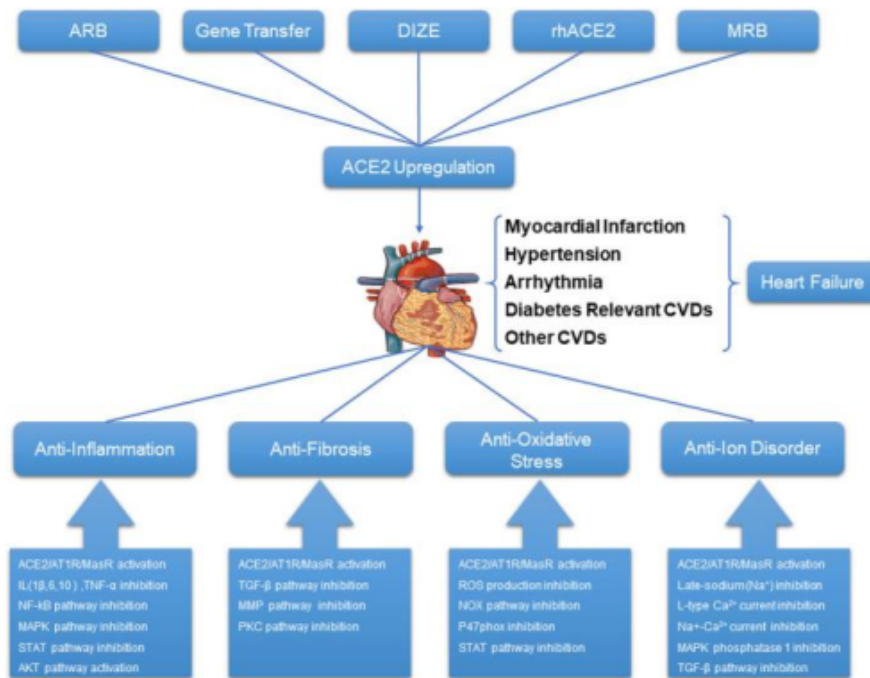 ARB
Gene Transfer
DIZE
rhACE2
MRB
ACE2 Upregulation
Myocardial Infarction
Hypertension
Arrhythmia
Diabetes Relevant CVDs
Other CVDs
Heart Failure
Anti-Inflammation
Anti-Fibrosis
Anti-Oxidative
Stress
Anti-Ion Disorder
ACE2/AT1R/MasR activation
IL(1β,6,10) ,TNF-α inhibition
NF-kB pathway inhibition
MAPK pathway inhibition
STAT pathway inhibition
AKT pathway activation
ACE2/AT1R/MasR activation
TGF-β pathway inhibition
MMP pathway inhibition
PKC pathway inhibition
ACE2/AT1R/MasR activation
ROS production inhibition
NOX pathway inhibition
P47phox inhibition
STAT pathway inhibition
ACE2/AT1R/MasR activation
Late-sodium(Na⁺) inhibition
L-type Ca²⁺ current inhibition
Na+-Ca²⁺ current inhibition
MAPK phosphatase 1 inhibition
TGF-β pathway inhibition